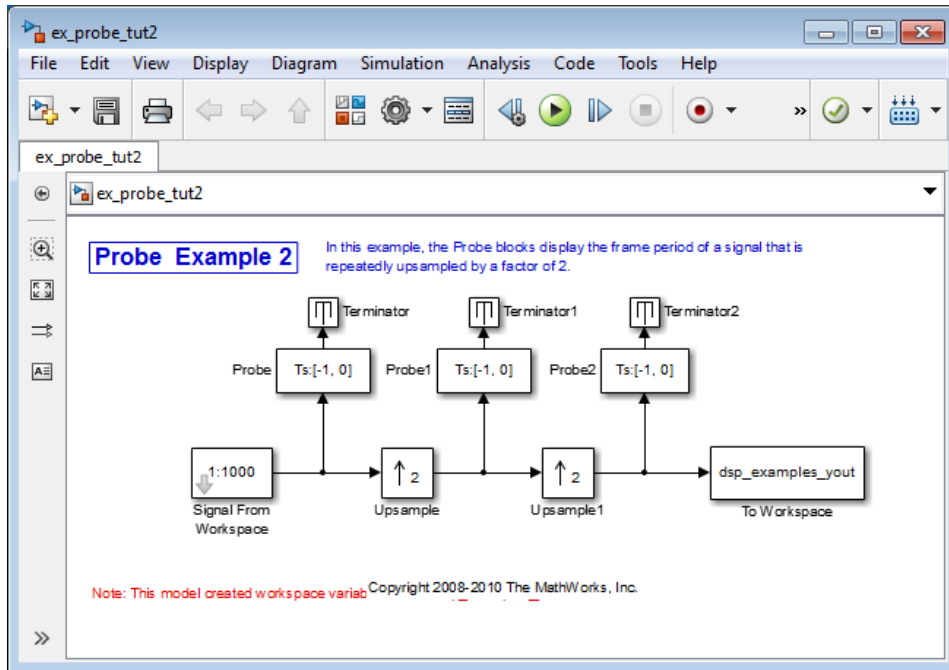 ex_probe_tut2
File Edit View Display Diagram Simulation Analysis Code Tools Help
ex_probe_tut2
ex_probe_tut2
Probe Example 2
In this example, the Probe blocks display the frame period of a signal that is
repeatedly upsampled by a factor of 2.
Terminator Terminator1 Terminator2
Probe Ts:[-1, 0] Probe1 Ts:[-1, 0] Probe2 Ts:[-1, 0]
1:1000 2 2 dsp_examples_yout
Signal From
Workspace
Upsample Upsample1 To Workspace
Note: This model created workspace variab
Copyright 2008-2010 The MathWorks, Inc.